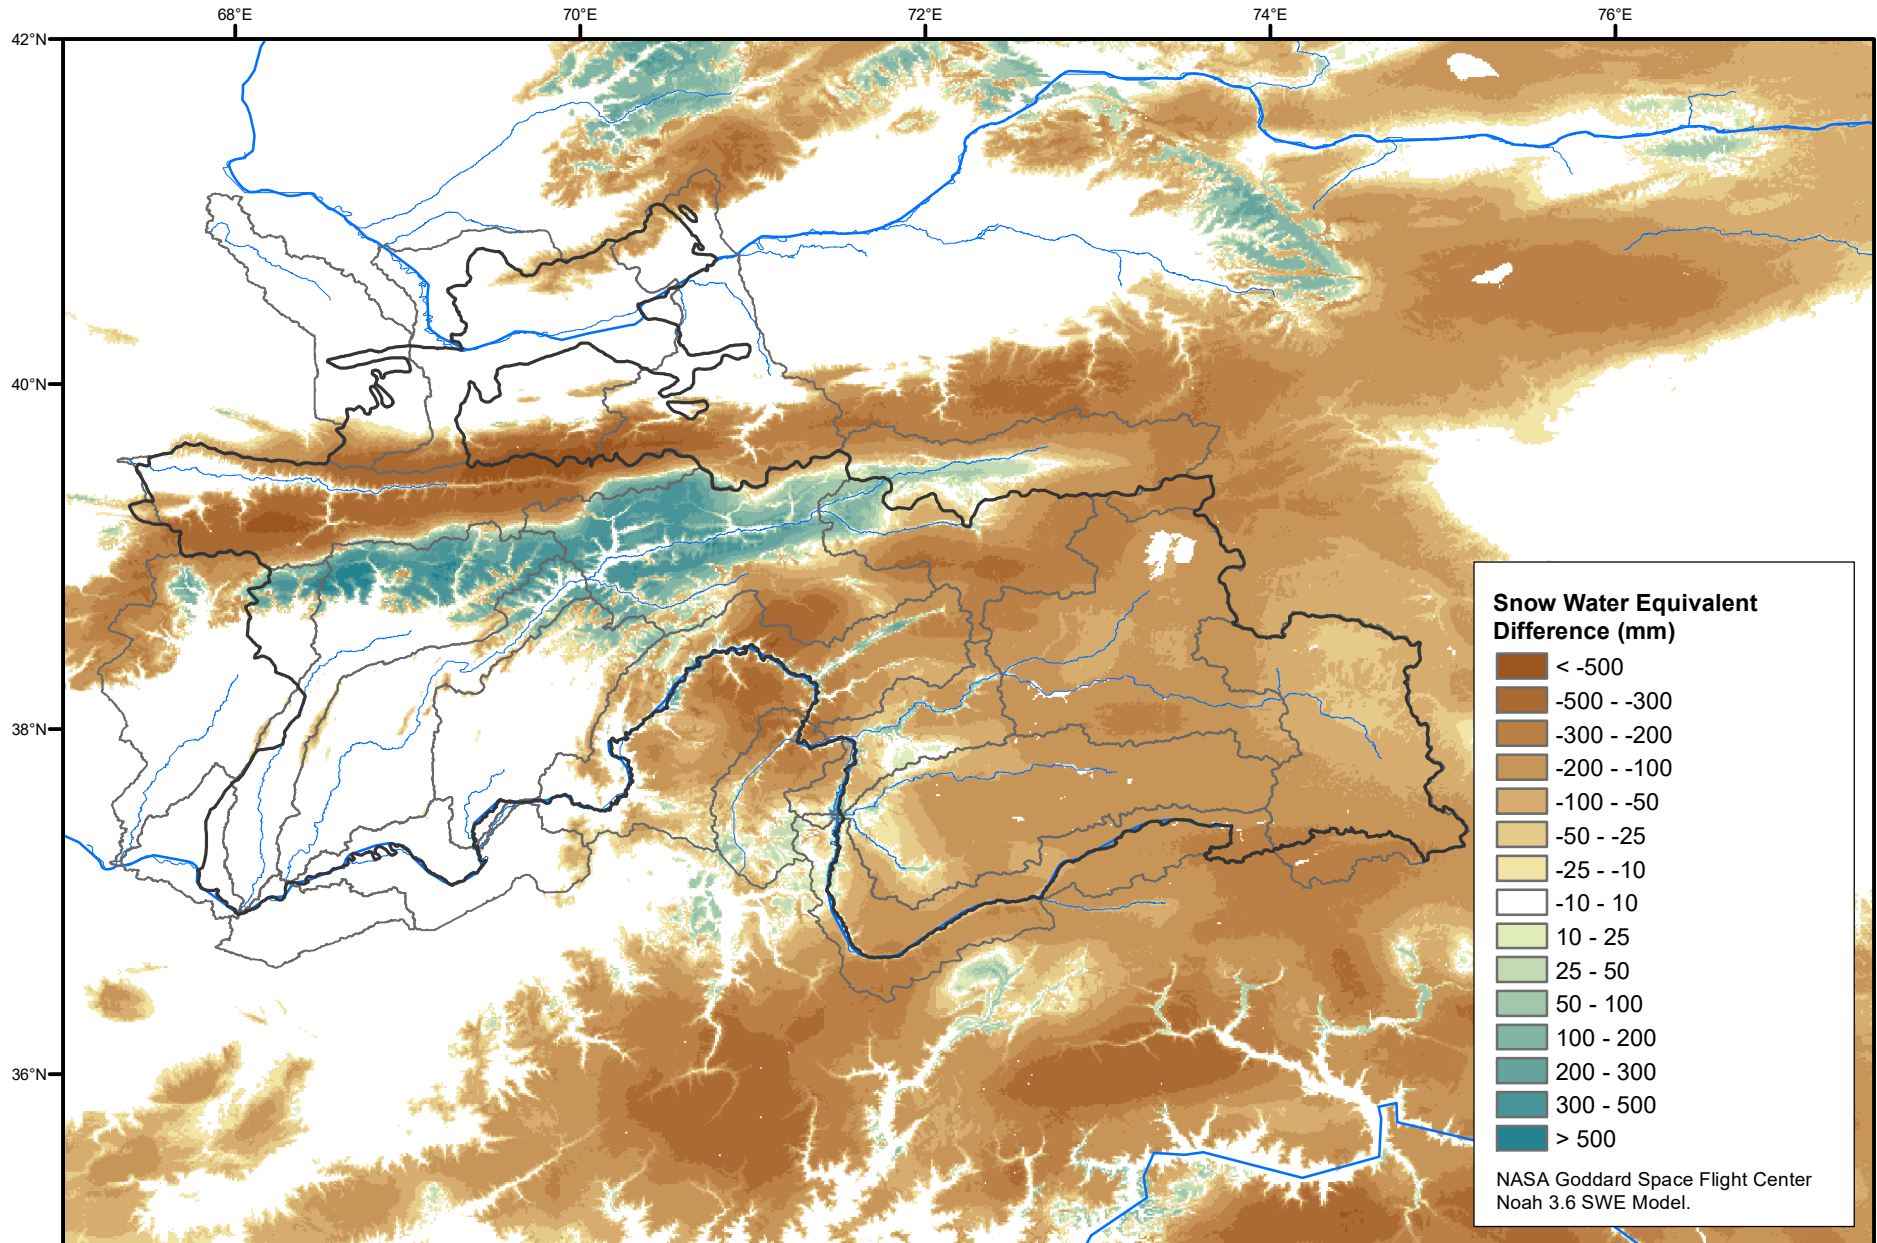 68°E
70°E
72°E
74°E
76°E
42°N
40°N
38°N
36°N
Snow Water Equivalent
Difference (mm)
< -500
-500 - -300
-300 - -200
-200 - -100
-100 - -50
-50 - -25
-25 - -10
-10 - 10
10 - 25
25 - 50
50 - 100
100 - 200
200 - 300
300 - 500
> 500
NASA Goddard Space Flight Center
Noah 3.6 SWE Model.